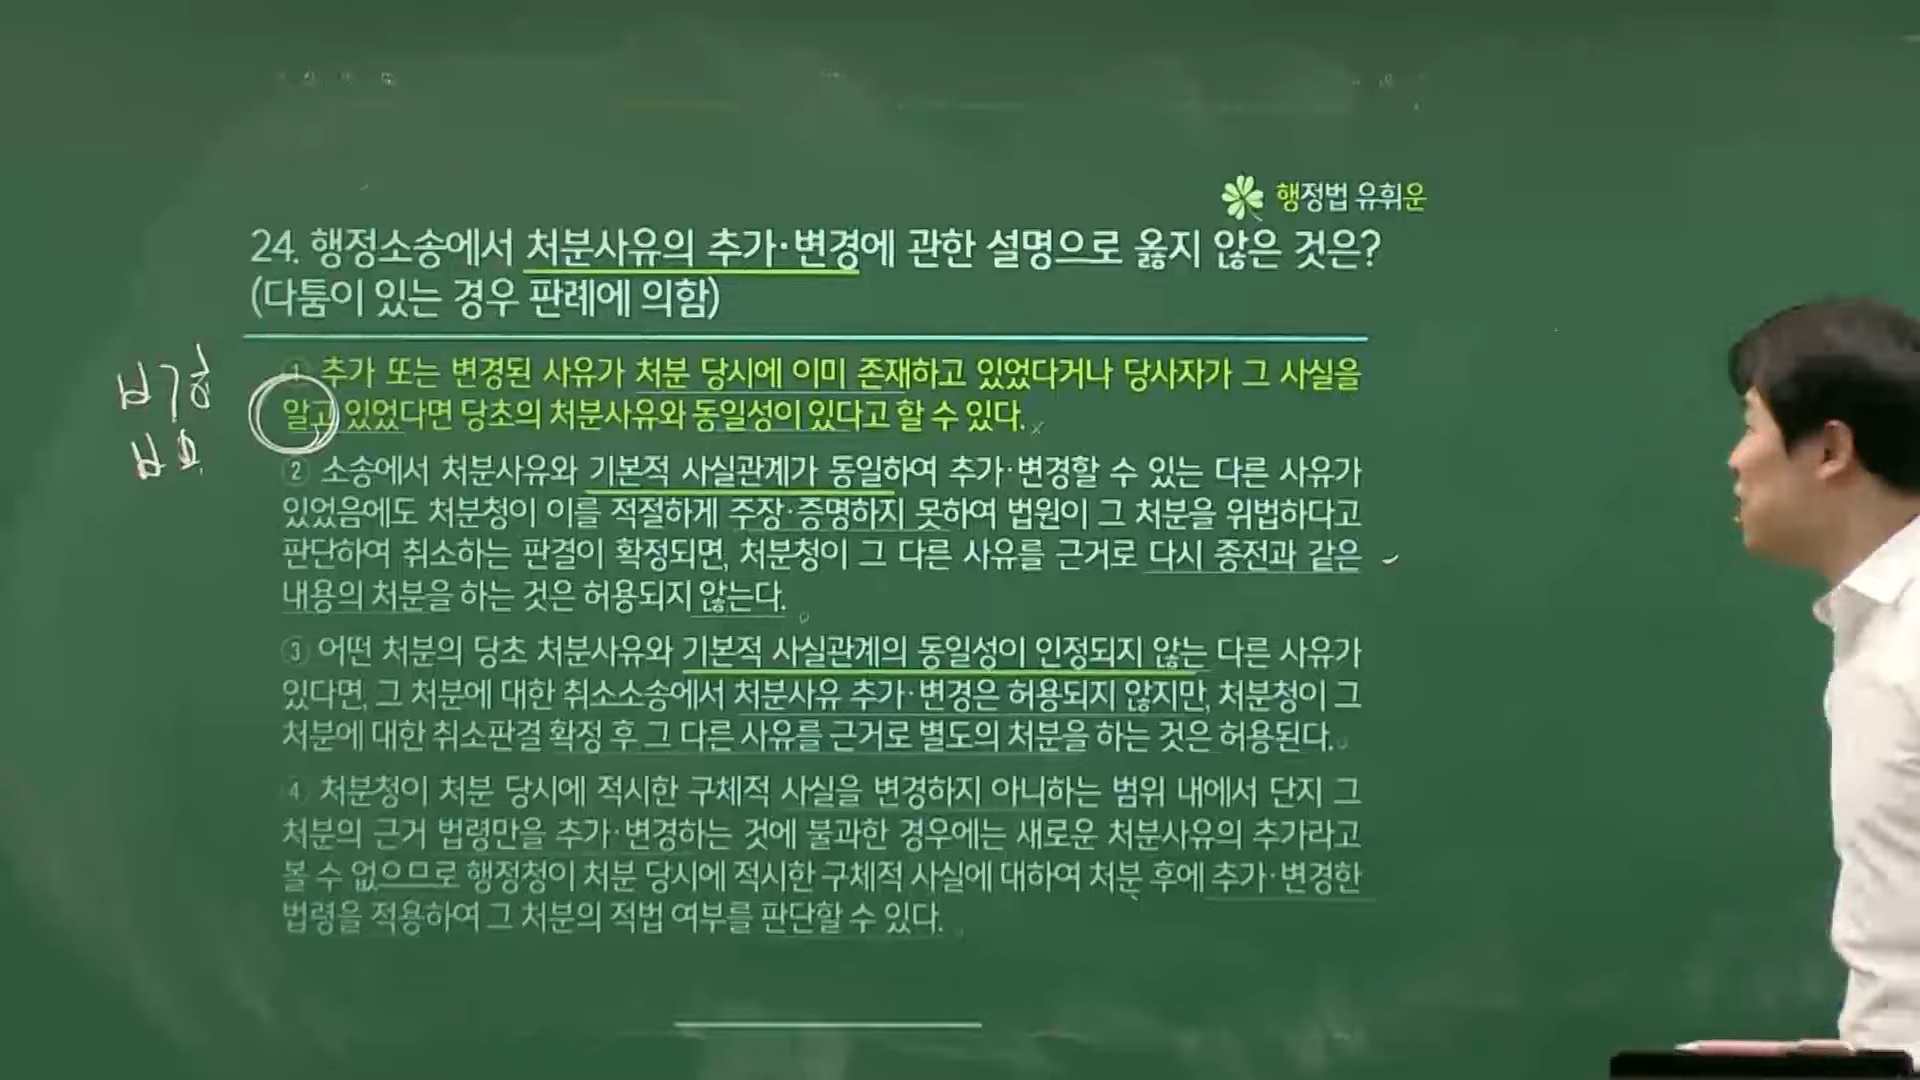 행정법 유휘운
24. 행정소송에서 처분사유의 추가·변경에 관한 설명으로 옳지 않은 것은?
(다툼이 있는 경우 판례에 의함)
① 추가 또는 변경된 사유가 처분 당시에 이미 존재하고 있었다거나 당사자가 그 사실을
알고 있었다면 당초의 처분사유와 동일성이 있다고 할 수 있다.
② 소송에서 처분사유와 기본적 사실관계가 동일하여 추가·변경할 수 있는 다른 사유가
있었음에도 처분청이 이를 적절하게 주장·증명하지 못하여 법원이 그 처분을 위법하다고
판단하여 취소하는 판결이 확정되면, 처분청이 그 다른 사유를 근거로 다시 종전과 같은
내용의 처분을 하는 것은 허용되지 않는다.
③ 어떤 처분의 당초 처분사유와 기본적 사실관계의 동일성이 인정되지 않는 다른 사유가
있다면, 그 처분에 대한 취소소송에서 처분사유 추가·변경은 허용되지 않지만, 처분청이 그
처분에 대한 취소판결 확정 후 그 다른 사유를 근거로 별도의 처분을 하는 것은 허용된다.
④ 처분청이 처분 당시에 적시한 구체적 사실을 변경하지 아니하는 범위 내에서 단지 그
처분의 근거 법령만을 추가·변경하는 것에 불과한 경우에는 새로운 처분사유의 추가라고
볼 수 없으므로 행정청이 처분 당시에 적시한 구체적 사실에 대하여 처분 후에 추가·변경한
법령을 적용하여 그 처분의 적법 여부를 판단할 수 있다.